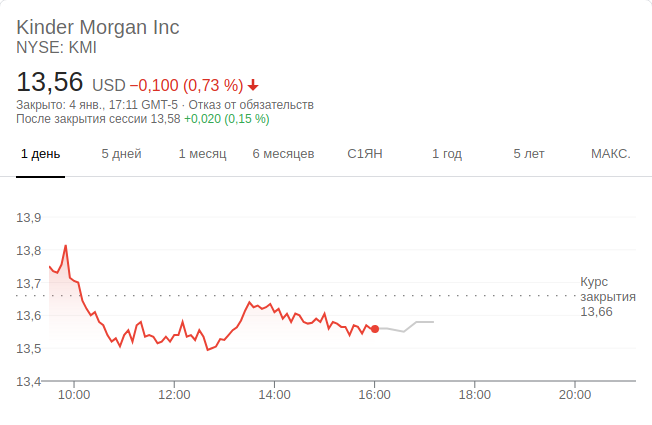 Kinder Morgan Inc
NYSE: KMI
13,56 USD −0,100 (0,73 %)
Закрыто: 4 янв., 17:11 GMT-5 · Отказ от обязательств
После закрытия сессии 13,58 +0,020 (0,15 %)
1 день 5 дней 1 месяц 6 месяцев С1ЯН 1 год 5 лет МАКС.
13,9
13,8
13,7
13,6
13,5
13,4
Курс
закрытия
13,66
10:00 12:00 14:00 16:00 18:00 20:00